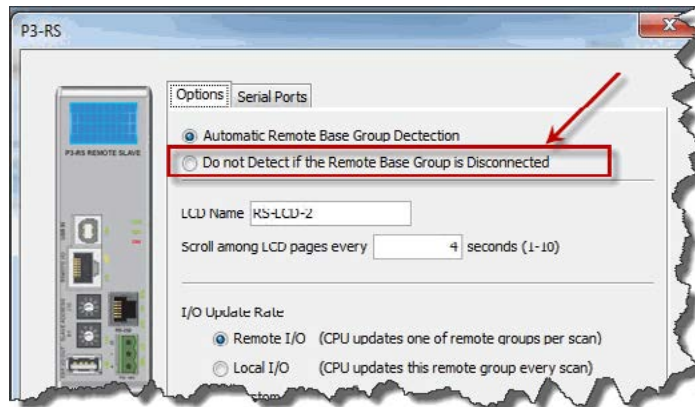 P3-RS
Options Serial Ports
Automatic Remote Base Group Dectection
P3-RS REMOTE SLAVE
Do not Detect if the Remote Base Group is Disconnected
LCD Name RS-LCD-2
Scroll among LCD pages every 4 seconds (1-10)
I/O Update Rate
Remote I/O (CPU updates one of remote groups per scan)
Local I/O (CPU updates this remote group every scan)